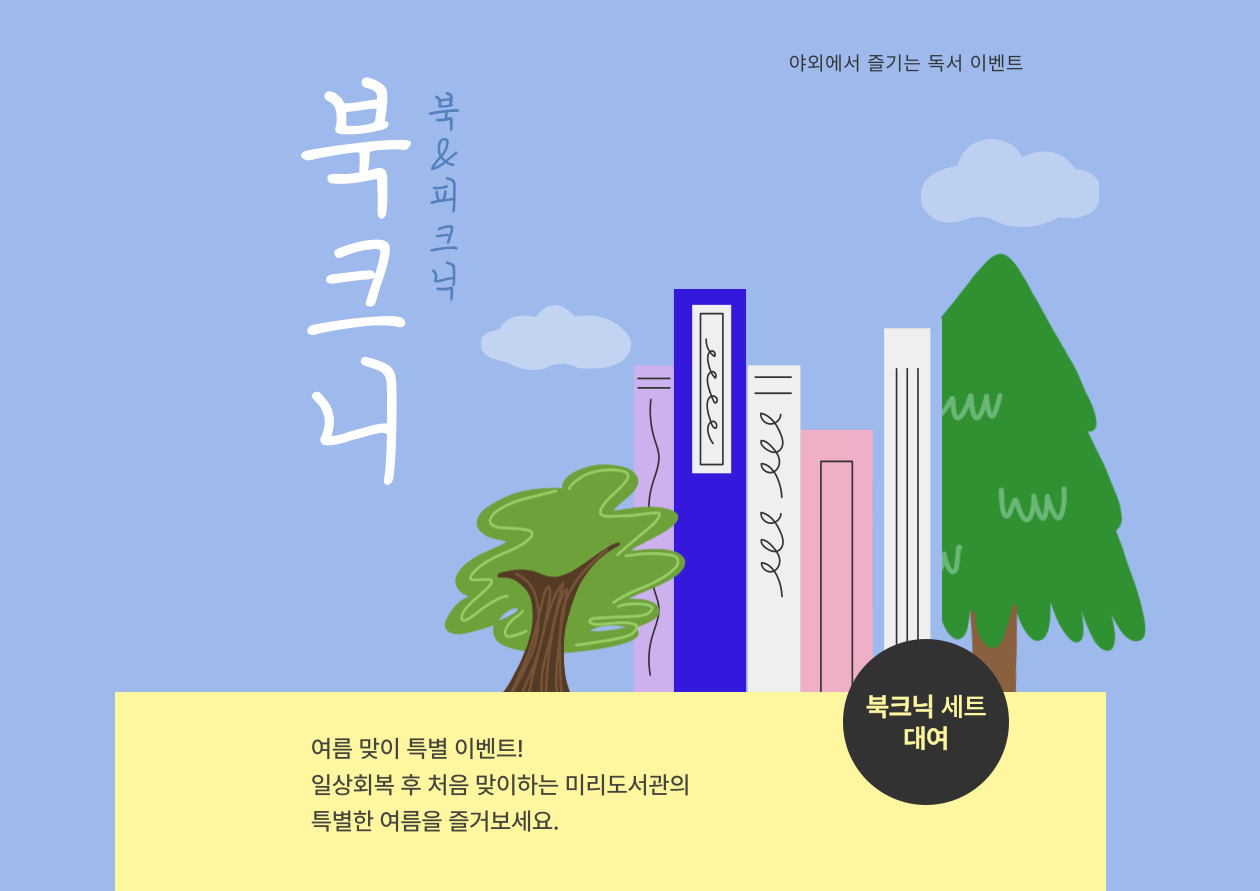 야외에서 즐기는 독서 이벤트
북크니
북&피크닉
북크닉 세트
대여
여름 맞이 특별 이벤트!
일상회복 후 처음 맞이하는 미리도서관의
특별한 여름을 즐겨보세요.